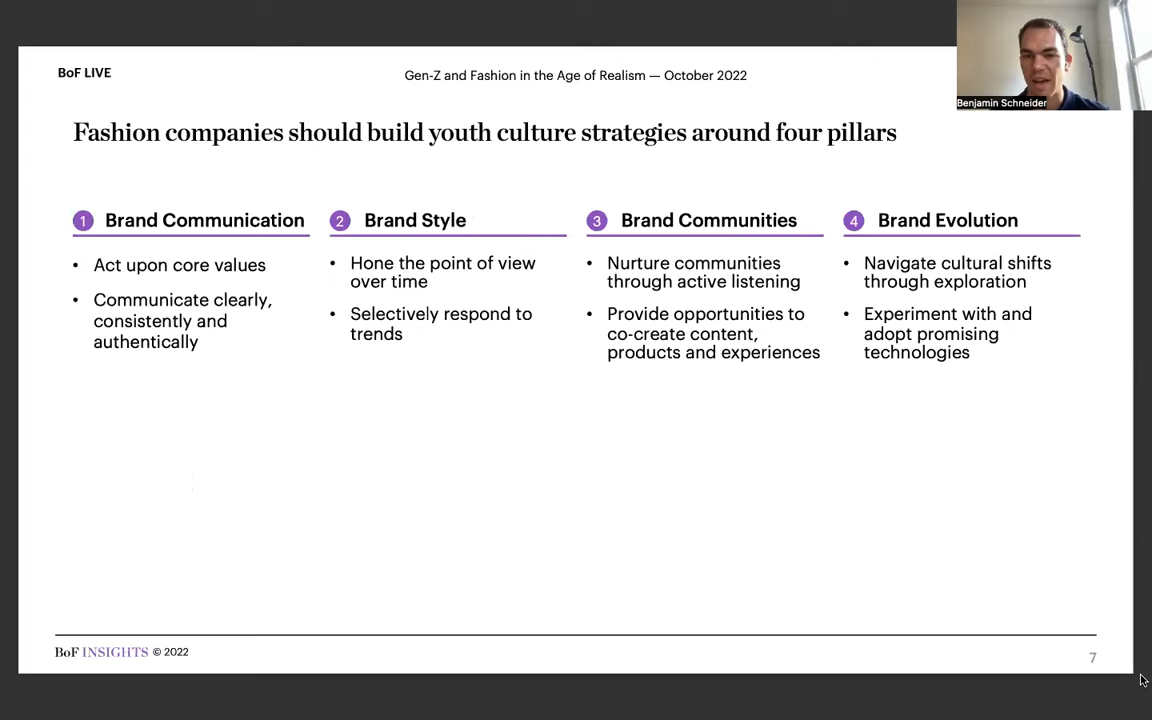 BoF LIVE
Gen-Z and Fashion in the Age of Realism — October 2022
Benjamin Schneider
Fashion companies should build youth culture strategies around four pillars
1 Brand Communication
• Act upon core values
• Communicate clearly,
consistently and
authentically
2 Brand Style
• Hone the point of view
over time
• Selectively respond to
trends
3 Brand Communities
• Nurture communities
through active listening
• Provide opportunities to
co-create content,
products and experiences
4 Brand Evolution
• Navigate cultural shifts
through exploration
• Experiment with and
adopt promising
technologies
BoF INSIGHTS © 2022
7